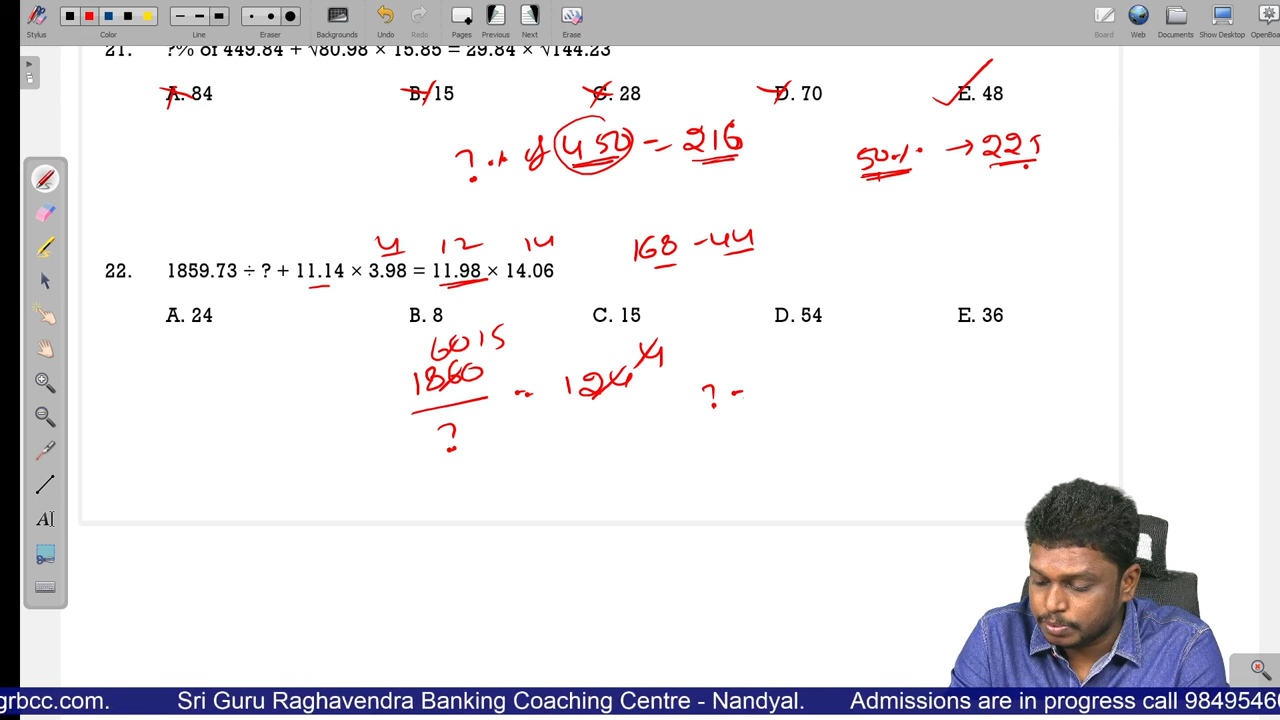 Stylus Color Line Eraser Backgrounds Undo Redo Pages Previous Next Erase Board Web Documents Show Desktop OpenBoa
21. ?% of 449.84 + √80.98 × 15.85 = 29.84 × √144.23
A. 84 B. 15 C. 28 D. 70 E. 48
?% of 450 = 216 50% → 225
4 12 14 168 - 44
22. 1859.73 ÷ ? + 11.14 × 3.98 = 11.98 × 14.06
A. 24 B. 8 C. 15 D. 54 E. 36
60 15
1860 = 124 4 ? =
?
grbcc.com. Sri Guru Raghavendra Banking Coaching Centre - Nandyal. Admissions are in progress call 98495460